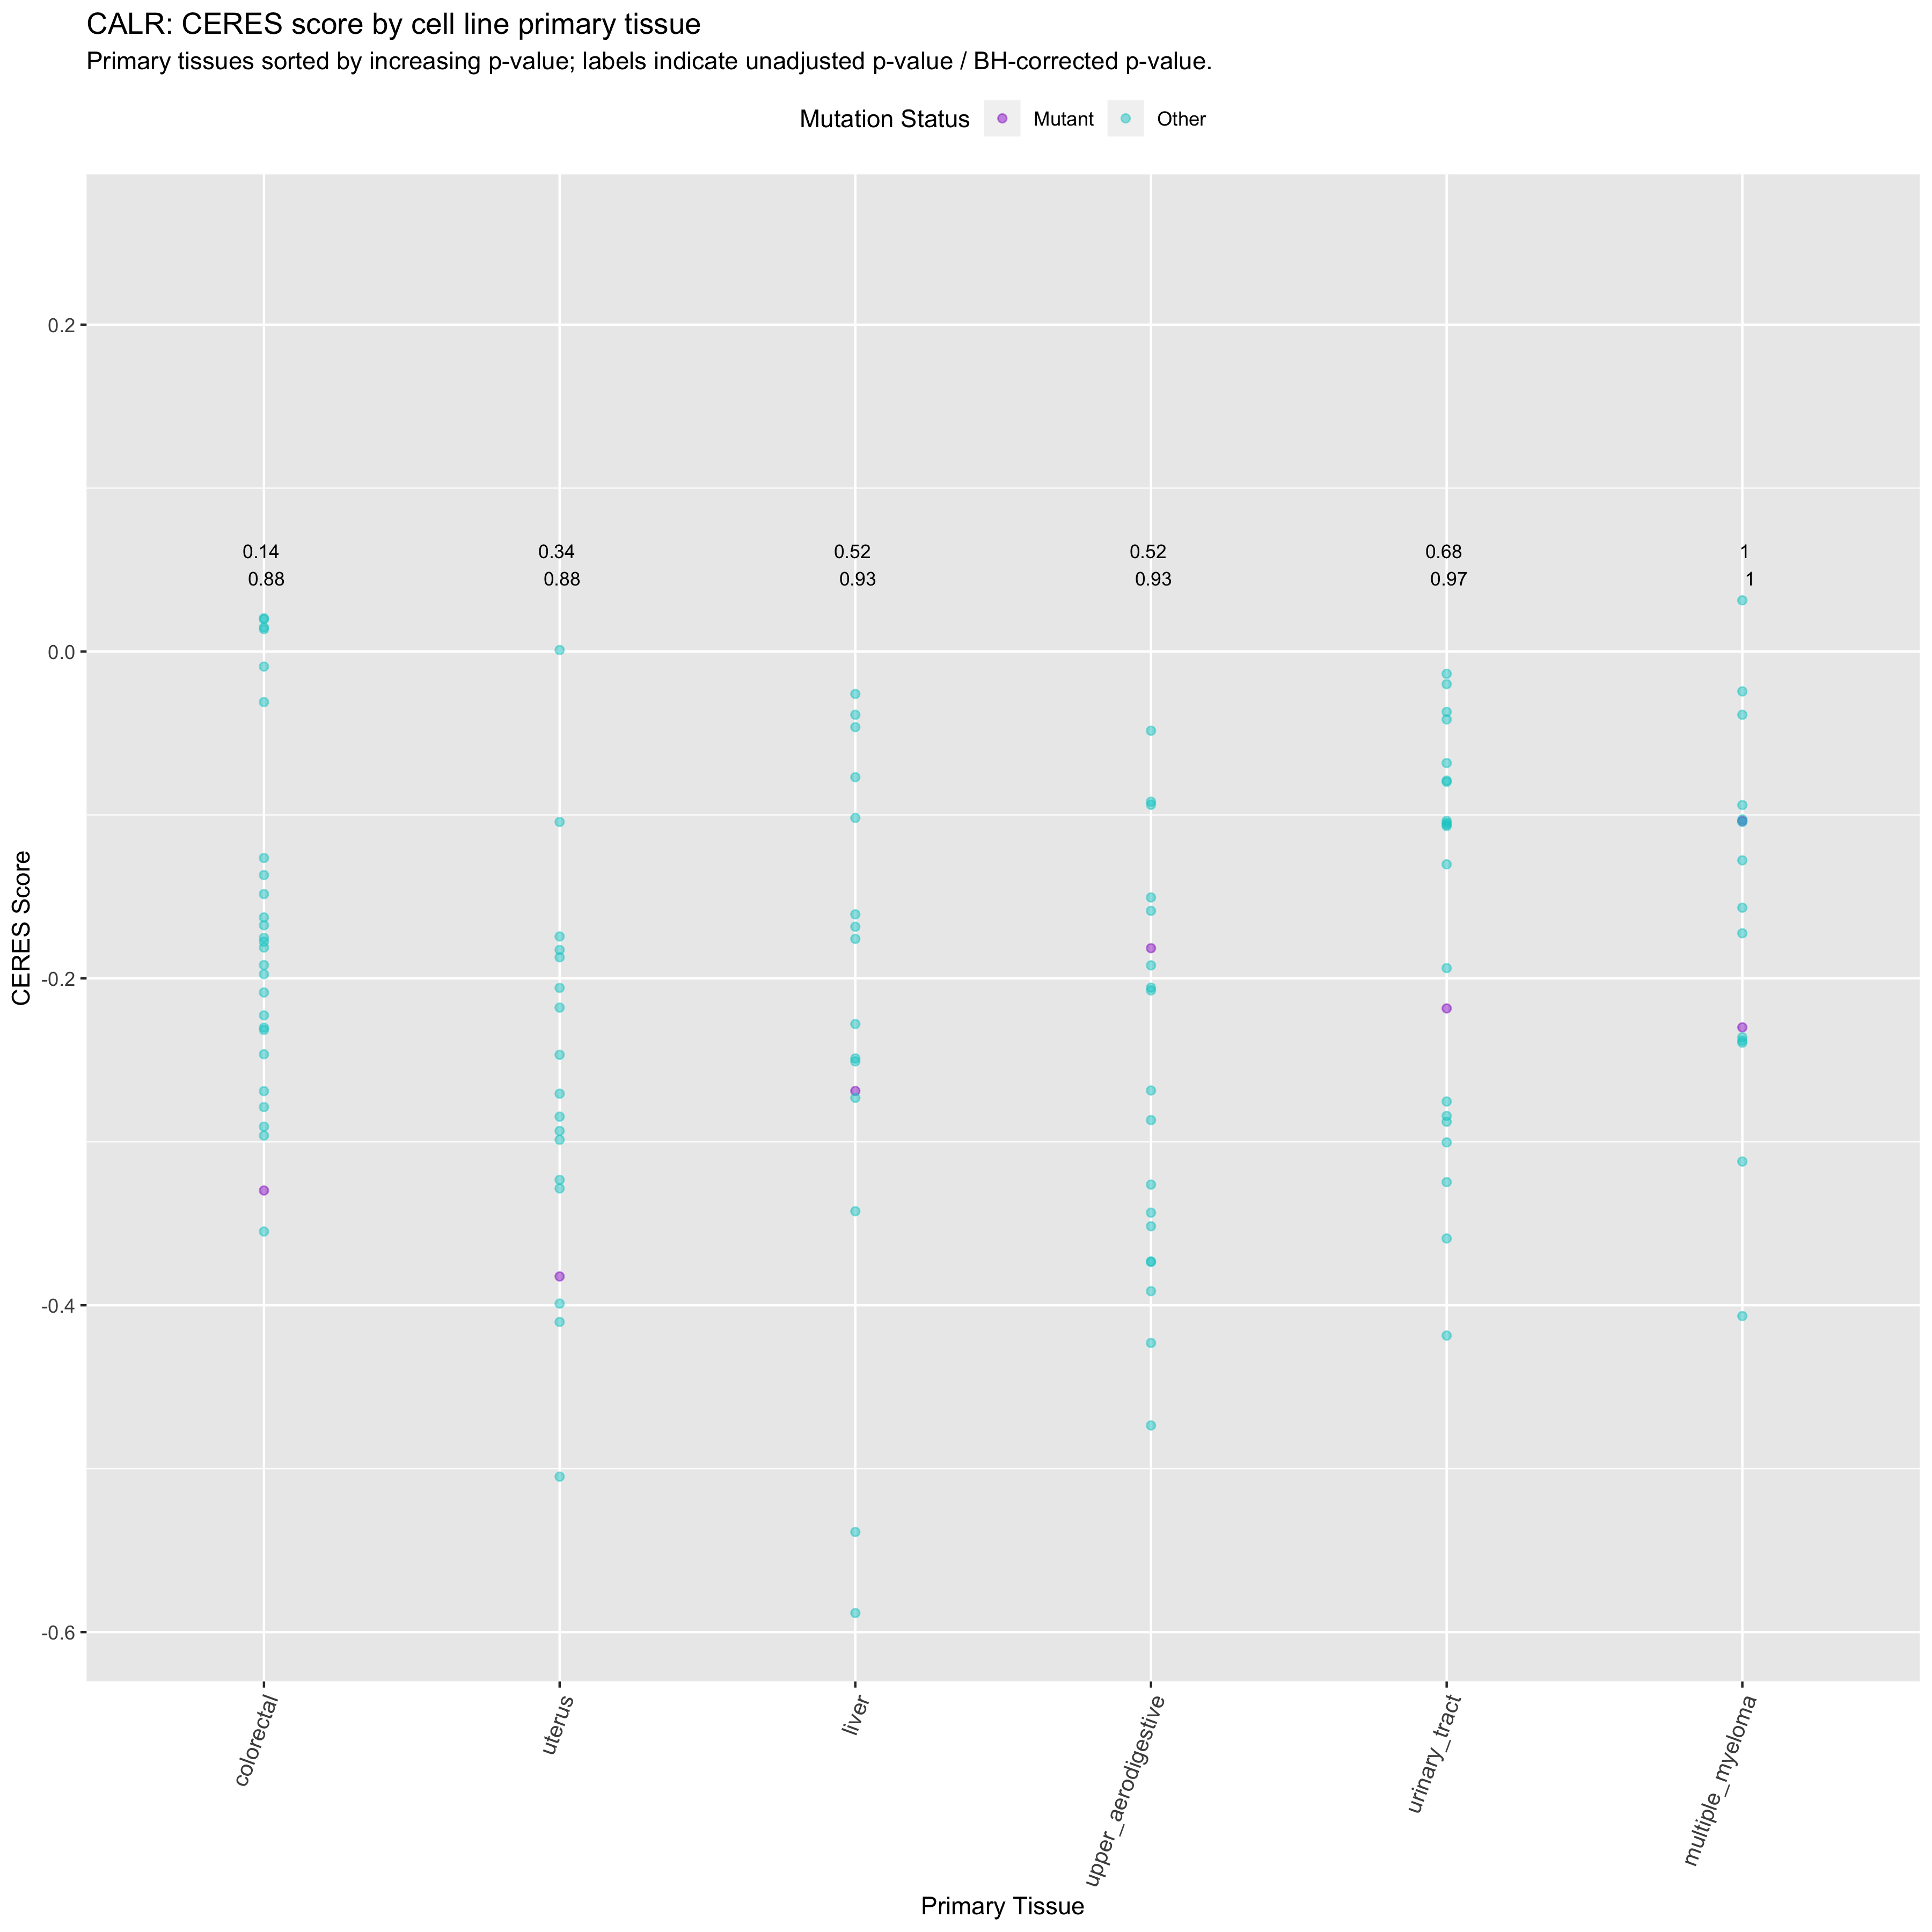 CALR: CERES score by cell line primary tissue
Primary tissues sorted by increasing p-value; labels indicate unadjusted p-value / BH-corrected p-value.
Mutation Status Mutant Other
0.2
0.14 0.34 0.52 0.52 0.68 1
0.88 0.88 0.93 0.93 0.97 1
0.0
CERES Score
-0.2
-0.4
-0.6
colorectal uterus liver upper_aerodigestive urinary_tract multiple_myeloma
Primary Tissue